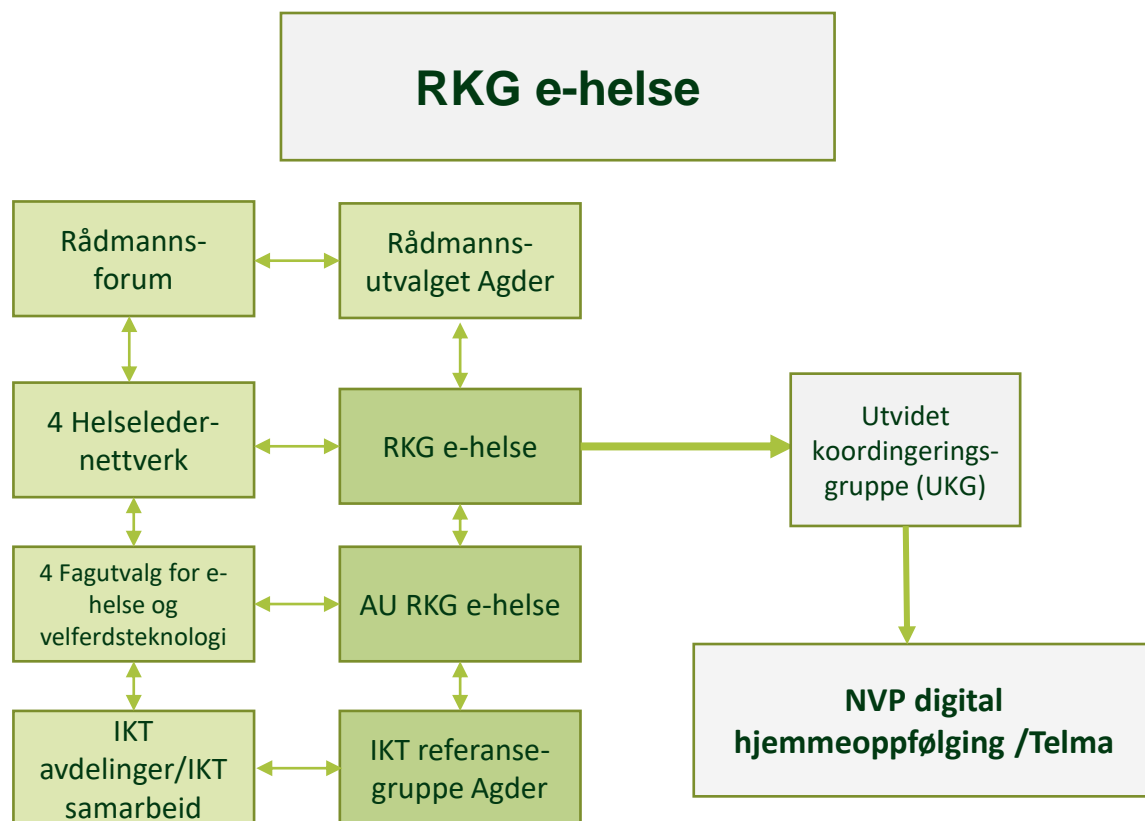 RKG e-helse
Rådmanns-
forum
Rådmanns-
utvalget Agder
4 Helseleder-
nettverk
RKG e-helse
Utvidet
koordingerings-
gruppe (UKG)
4 Fagutvalg for e-
helse og
velferdsteknologi
AU RKG e-helse
NVP digital
hjemmeoppfølging /Telma
IKT
avdelinger/IKT
samarbeid
IKT referanse-
gruppe Agder